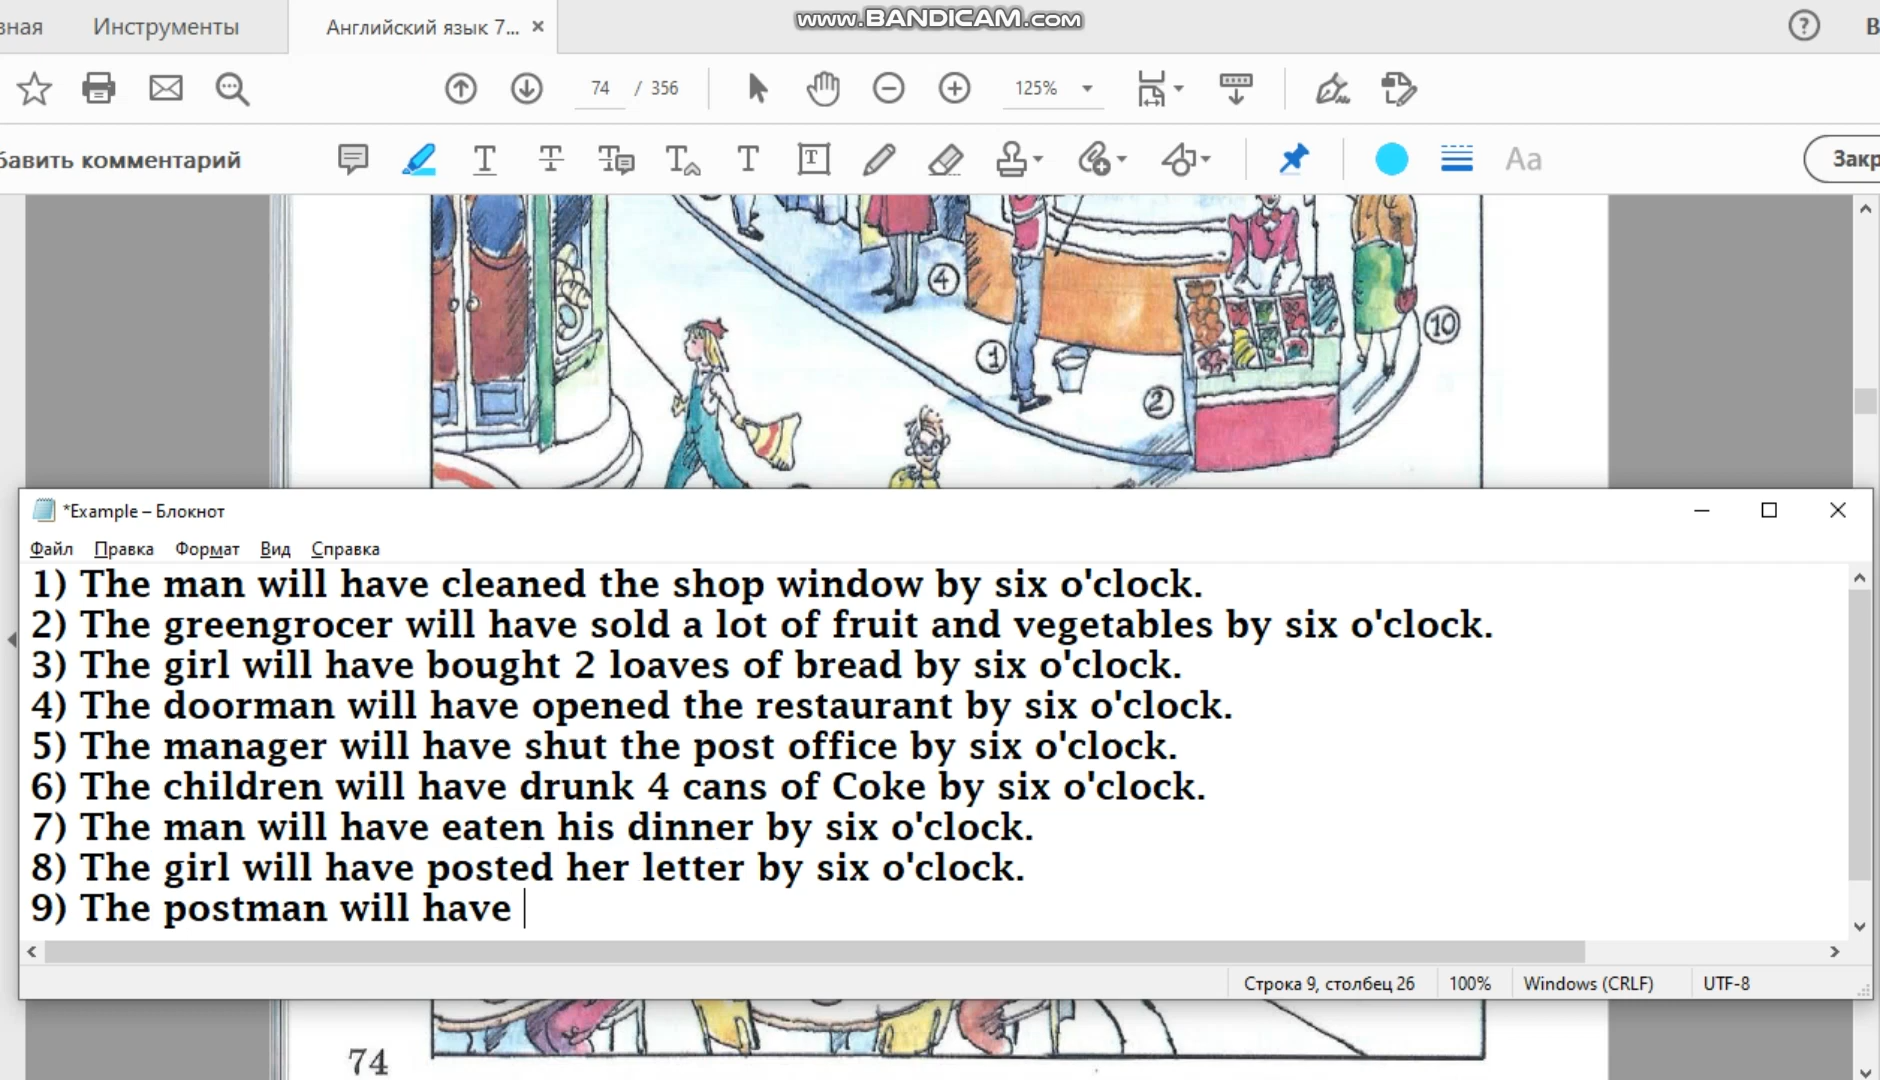 вная
Инструменты
Английский язык 7...
www.BANDICAM.com
?
В
74 / 356
125%
бавить комментарий
Aa
Закр
4
1
2
10
*Example – Блокнот
Файл Правка Формат Вид Справка
1) The man will have cleaned the shop window by six o'clock.
2) The greengrocer will have sold a lot of fruit and vegetables by six o'clock.
3) The girl will have bought 2 loaves of bread by six o'clock.
4) The doorman will have opened the restaurant by six o'clock.
5) The manager will have shut the post office by six o'clock.
6) The children will have drunk 4 cans of Coke by six o'clock.
7) The man will have eaten his dinner by six o'clock.
8) The girl will have posted her letter by six o'clock.
9) The postman will have
Строка 9, столбец 26 100% Windows (CRLF) UTF-8
74